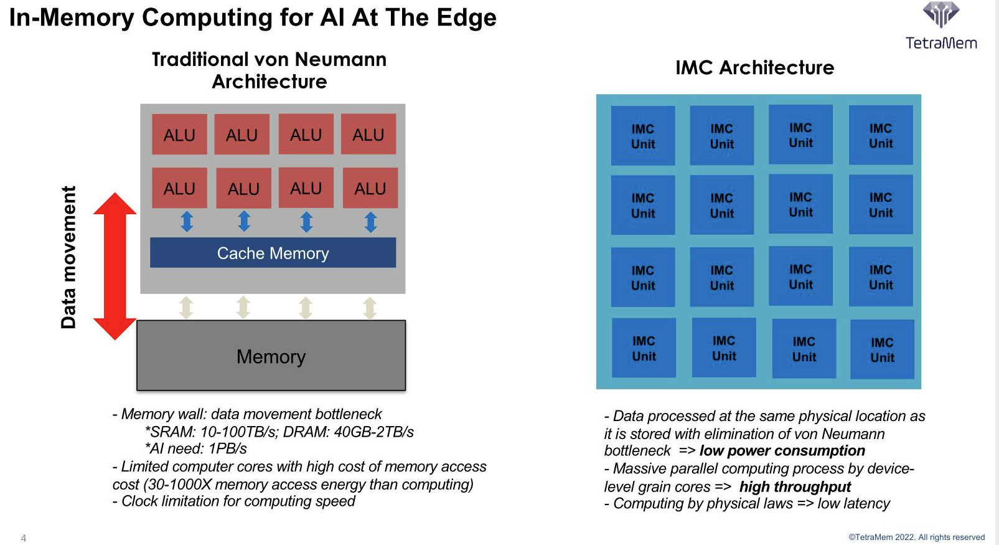 In-Memory Computing for AI At The Edge
TetraMem
Traditional von Neumann
Architecture
ALU ALU ALU ALU
ALU ALU ALU ALU
Cache Memory
Data movement
Memory
- Memory wall: data movement bottleneck
*SRAM: 10-100TB/s; DRAM: 40GB-2TB/s
*AI need: 1PB/s
- Limited computer cores with high cost of memory access
cost (30-1000X memory access energy than computing)
- Clock limitation for computing speed
IMC Architecture
IMC IMC IMC IMC
Unit Unit Unit Unit
IMC IMC IMC IMC
Unit Unit Unit Unit
IMC IMC IMC IMC
Unit Unit Unit Unit
IMC IMC IMC IMC
Unit Unit Unit Unit
- Data processed at the same physical location as
it is stored with elimination of von Neumann
bottleneck => low power consumption
- Massive parallel computing process by device-
level grain cores => high throughput
- Computing by physical laws => low latency
4
©TetraMem 2022. All rights reserved